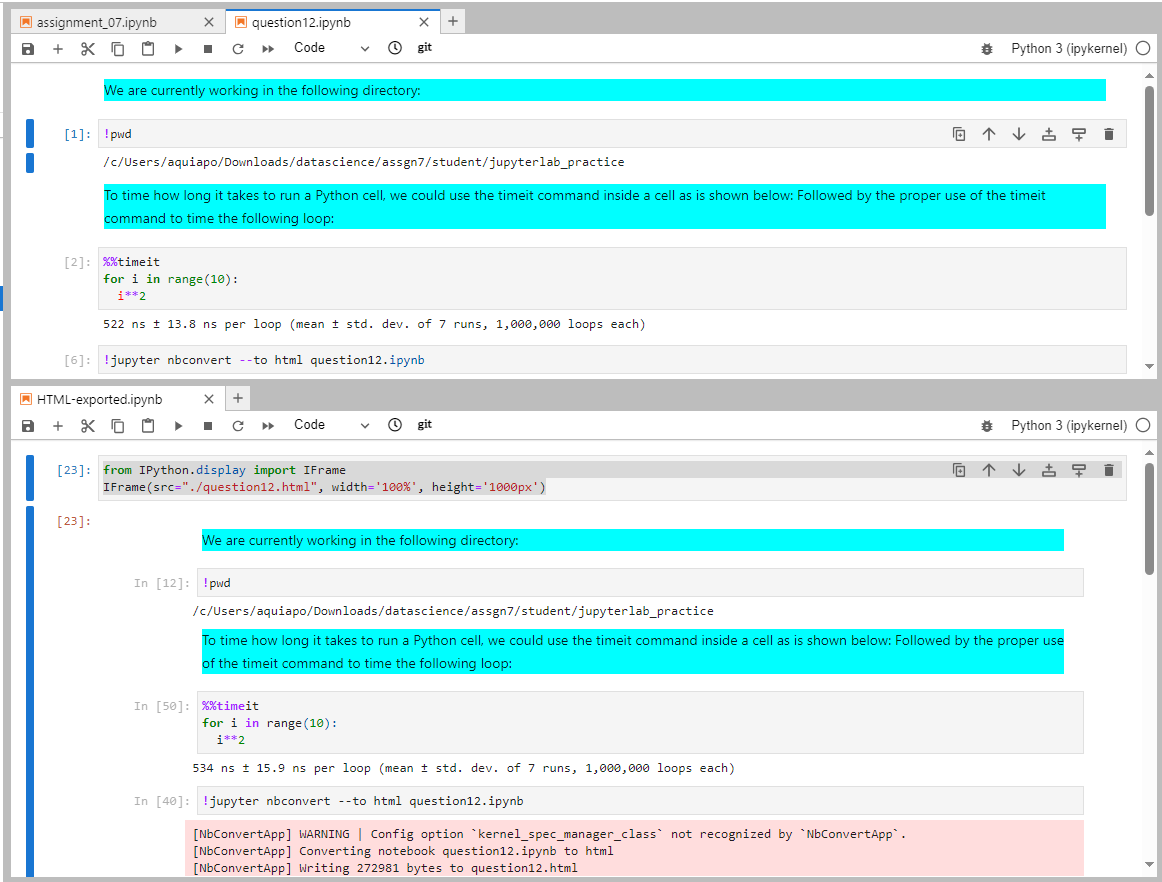 assignment_07.ipynb
question12.ipynb
Code
git
Python 3 (ipykernel)
We are currently working in the following directory:
[1]:
!pwd
/c/Users/aquiapo/Downloads/datascience/assgn7/student/jupyterlab_practice
To time how long it takes to run a Python cell, we could use the timeit command inside a cell as is shown below: Followed by the proper use of the timeit
command to time the following loop:
[2]:
%%timeit
for i in range(10):
i**2
522 ns ± 13.8 ns per loop (mean ± std. dev. of 7 runs, 1,000,000 loops each)
[6]:
!jupyter nbconvert --to html question12.ipynb
HTML-exported.ipynb
Code
git
Python 3 (ipykernel)
[23]:
from IPython.display import IFrame
IFrame(src="./question12.html", width='100%', height='1000px')
[23]:
We are currently working in the following directory:
In [12]:
!pwd
/c/Users/aquiapo/Downloads/datascience/assgn7/student/jupyterlab_practice
To time how long it takes to run a Python cell, we could use the timeit command inside a cell as is shown below: Followed by the proper use
of the timeit command to time the following loop:
In [50]:
%%timeit
for i in range(10):
i**2
534 ns ± 15.9 ns per loop (mean ± std. dev. of 7 runs, 1,000,000 loops each)
In [40]:
!jupyter nbconvert --to html question12.ipynb
[NbConvertApp] WARNING | Config option `kernel_spec_manager_class` not recognized by `NbConvertApp`.
[NbConvertApp] Converting notebook question12.ipynb to html
[NbConvertApp] Writing 272981 bytes to question12.html